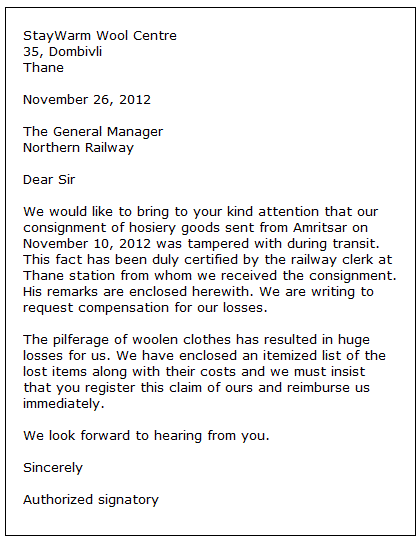 StayWarm Wool Centre
35, Dombivli
Thane
November 26, 2012
The General Manager
Northern Railway
Dear Sir
We would like to bring to your kind attention that our
consignment of hosiery goods sent from Amritsar on
November 10, 2012 was tampered with during transit.
This fact has been duly certified by the railway clerk at
Thane station from whom we received the consignment.
His remarks are enclosed herewith. We are writing to
request compensation for our losses.
The pilferage of woolen clothes has resulted in huge
losses for us. We have enclosed an itemized list of the
lost items along with their costs and we must insist
that you register this claim of ours and reimburse us
immediately.
We look forward to hearing from you.
Sincerely
Authorized signatory